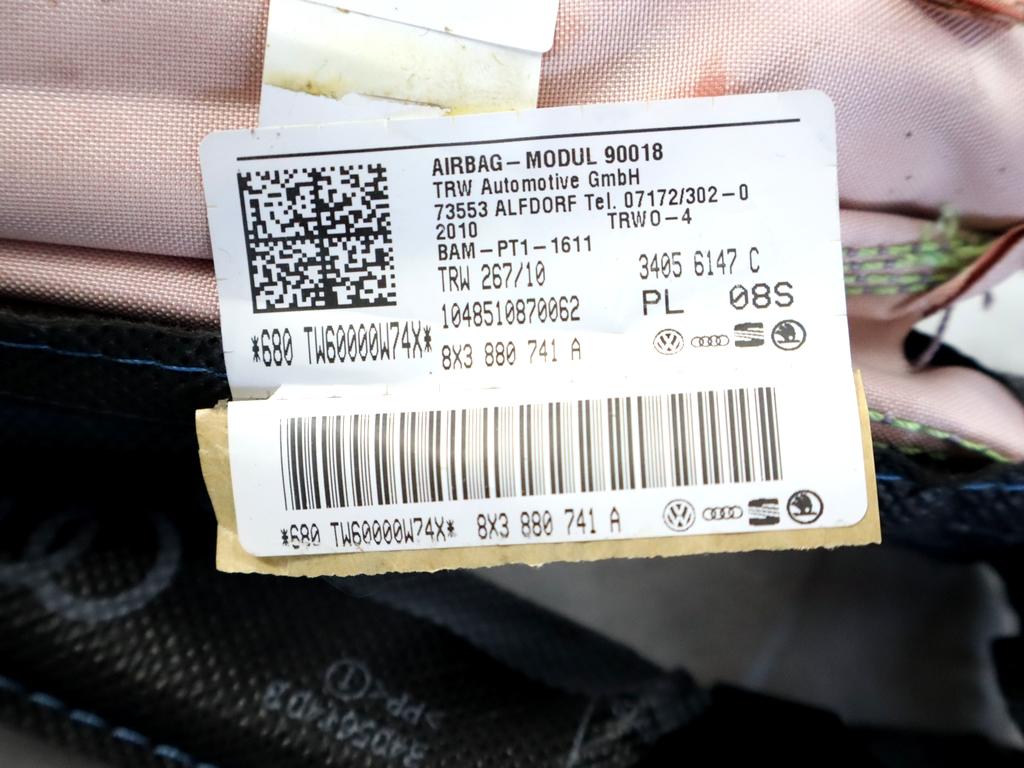 AIRBAG-MODUL 90018
TRW Automotive GmbH
73553 ALFDORF Tel. 07172/302-0
2010 TRWO-4
BAM-PT1-1611
TRW 267/10 3405 6147 C
1048510870062 PL 08S
*680 TW60000W74X* 8X3 880 741 A
*680 TW60000W74X* 8X3 880 741 A
>PP<